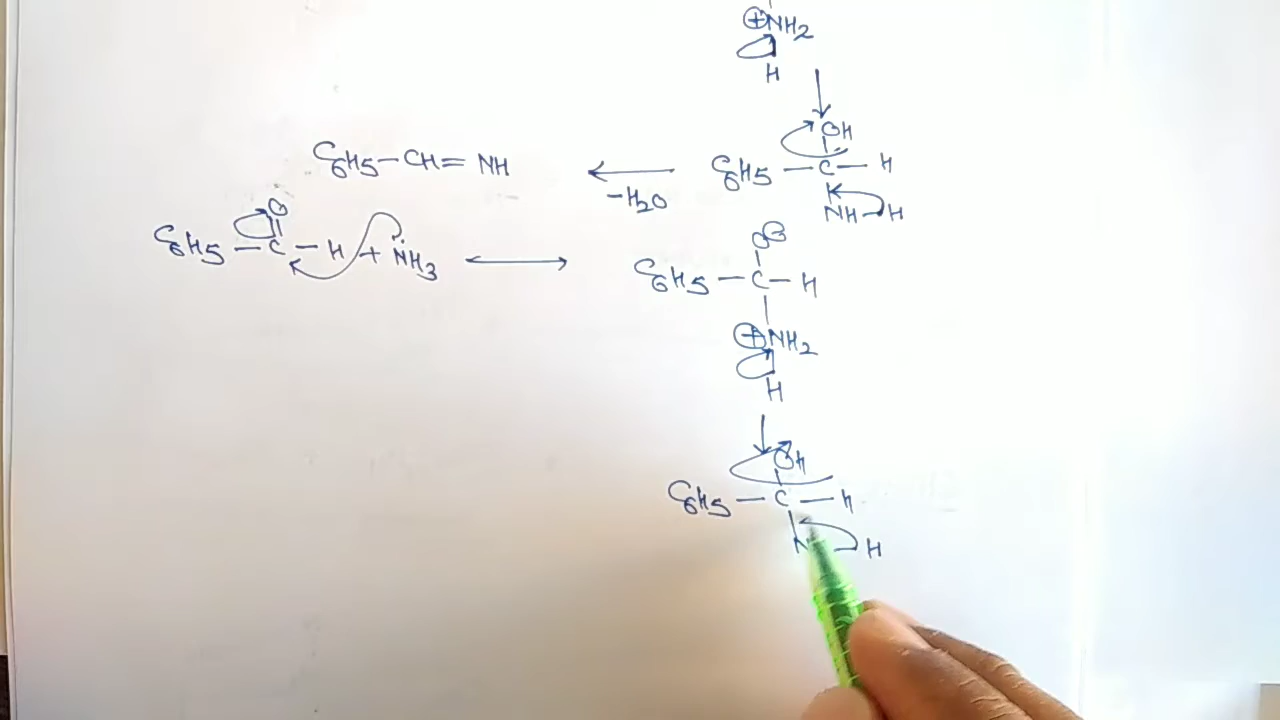 ⊕NH2
H
OH
C6H5—C—H
NH—H
C6H5—CH=NH
-H2O
O
C6H5—C—H + NH3
O⊖
C6H5—C—H
⊕NH2
H
OH
C6H5—C—H
H